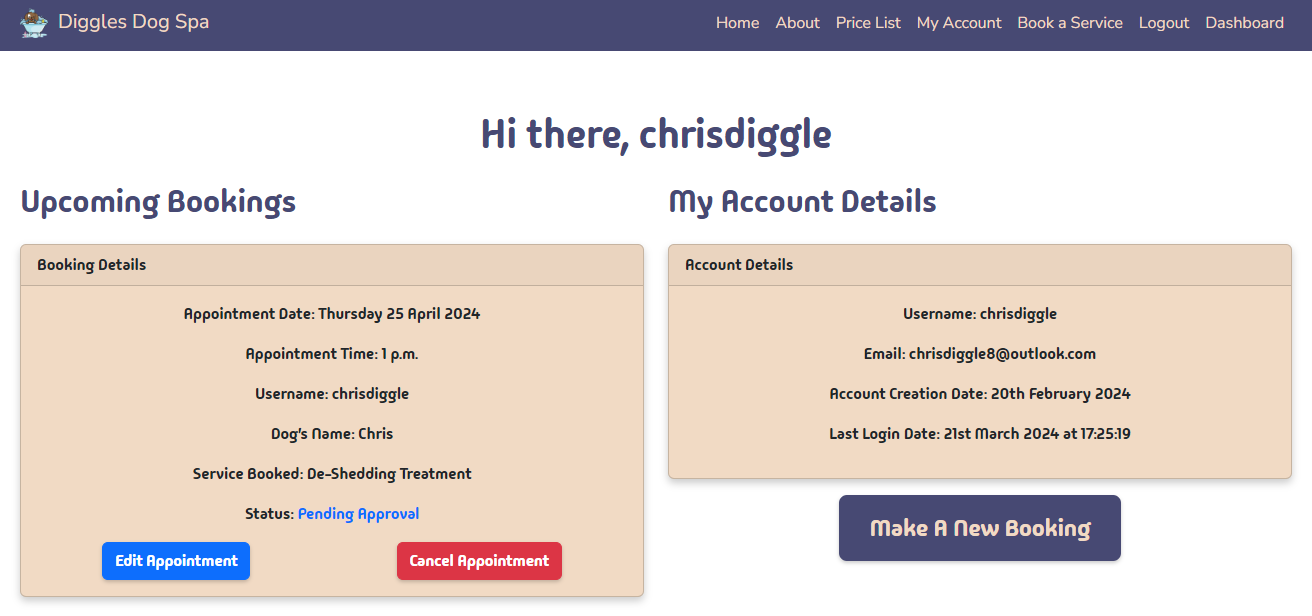 Diggles Dog Spa
Home About Price List My Account Book a Service Logout Dashboard
Hi there, chrisdiggle
Upcoming Bookings
Booking Details
Appointment Date: Thursday 25 April 2024
Appointment Time: 1 p.m.
Username: chrisdiggle
Dog's Name: Chris
Service Booked: De-Shedding Treatment
Status: Pending Approval
Edit Appointment
Cancel Appointment
My Account Details
Account Details
Username: chrisdiggle
Email: chrisdiggle8@outlook.com
Account Creation Date: 20th February 2024
Last Login Date: 21st March 2024 at 17:25:19
Make A New Booking